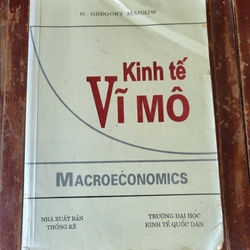 N. GREGORY MANKIW
Kinh tế
VĨ MÔ
MACROECONOMICS
NHÀ XUẤT BẢN
THỐNG KÊ
TRƯỜNG ĐẠI HỌC
KINH TẾ QUỐC DÂN